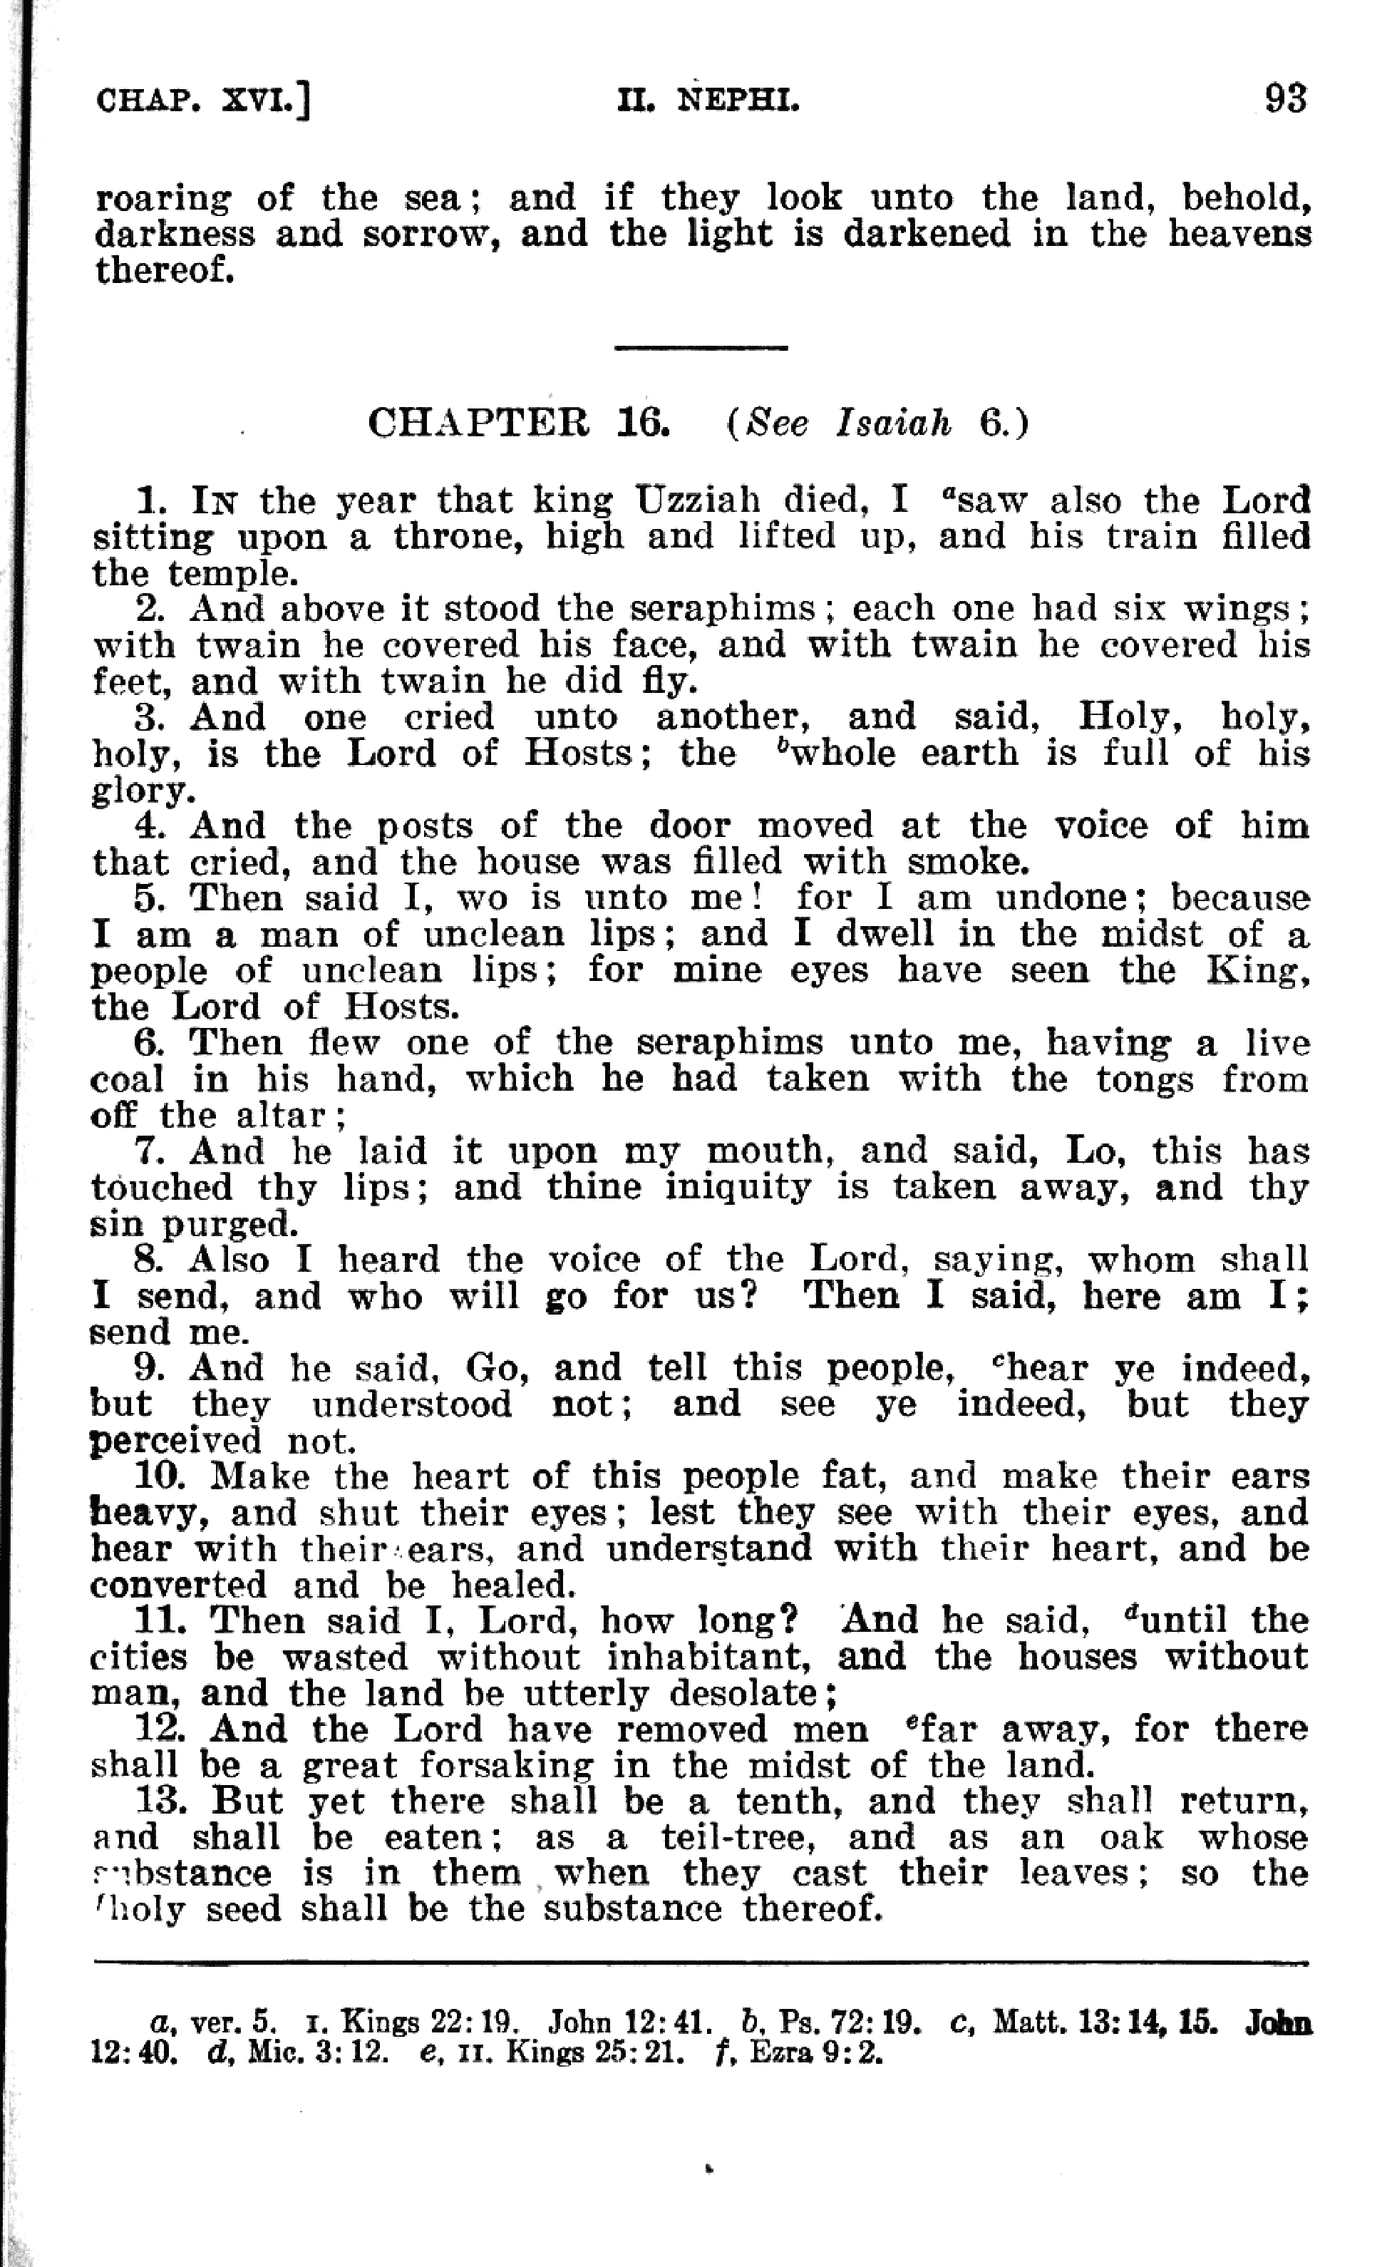 CHAP. XVI.] II. NEPHI. 93
roaring of the sea; and if they look unto the land, behold,
darkness and sorrow, and the light is darkened in the heavens
thereof.
CHAPTER 16. (See Isaiah 6.)
1. IN the year that king Uzziah died, I ᵃsaw also the Lord
sitting upon a throne, high and lifted up, and his train filled
the temple.
2. And above it stood the seraphims; each one had six wings;
with twain he covered his face, and with twain he covered his
feet, and with twain he did fly.
3. And one cried unto another, and said, Holy, holy,
holy, is the Lord of Hosts; the ᵇwhole earth is full of his
glory.
4. And the posts of the door moved at the voice of him
that cried, and the house was filled with smoke.
5. Then said I, wo is unto me! for I am undone; because
I am a man of unclean lips; and I dwell in the midst of a
people of unclean lips; for mine eyes have seen the King,
the Lord of Hosts.
6. Then flew one of the seraphims unto me, having a live
coal in his hand, which he had taken with the tongs from
off the altar;
7. And he laid it upon my mouth, and said, Lo, this has
touched thy lips; and thine iniquity is taken away, and thy
sin purged.
8. Also I heard the voice of the Lord, saying, whom shall
I send, and who will go for us? Then I said, here am I;
send me.
9. And he said, Go, and tell this people, ᶜhear ye indeed,
but they understood not; and see ye indeed, but they
perceived not.
10. Make the heart of this people fat, and make their ears
heavy, and shut their eyes; lest they see with their eyes, and
hear with their ears, and understand with their heart, and be
converted and be healed.
11. Then said I, Lord, how long? And he said, ᵈuntil the
cities be wasted without inhabitant, and the houses without
man, and the land be utterly desolate;
12. And the Lord have removed men ᵉfar away, for there
shall be a great forsaking in the midst of the land.
13. But yet there shall be a tenth, and they shall return,
and shall be eaten; as a teil-tree, and as an oak whose
substance is in them when they cast their leaves; so the
ᶠholy seed shall be the substance thereof.
a, ver. 5. I. Kings 22:19. John 12:41. b, Ps. 72:19. c, Matt. 13:14, 15. John
12:40. d, Mic. 3:12. e, II. Kings 25:21. f, Ezra 9:2.